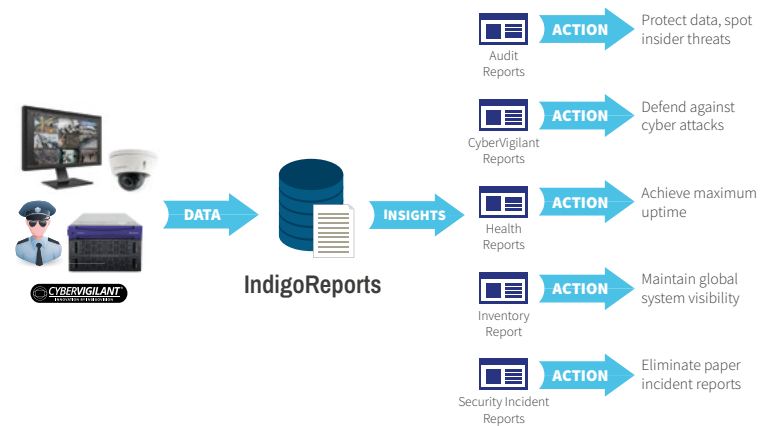 CYBERVIGILANT
DATA
IndigoReports
INSIGHTS
Audit
Reports
ACTION
Protect data, spot
insider threats
CyberVigilant
Reports
ACTION
Defend against
cyber attacks
Health
Reports
ACTION
Achieve maximum
uptime
Inventory
Report
ACTION
Maintain global
system visibility
Security Incident
Reports
ACTION
Eliminate paper
incident reports